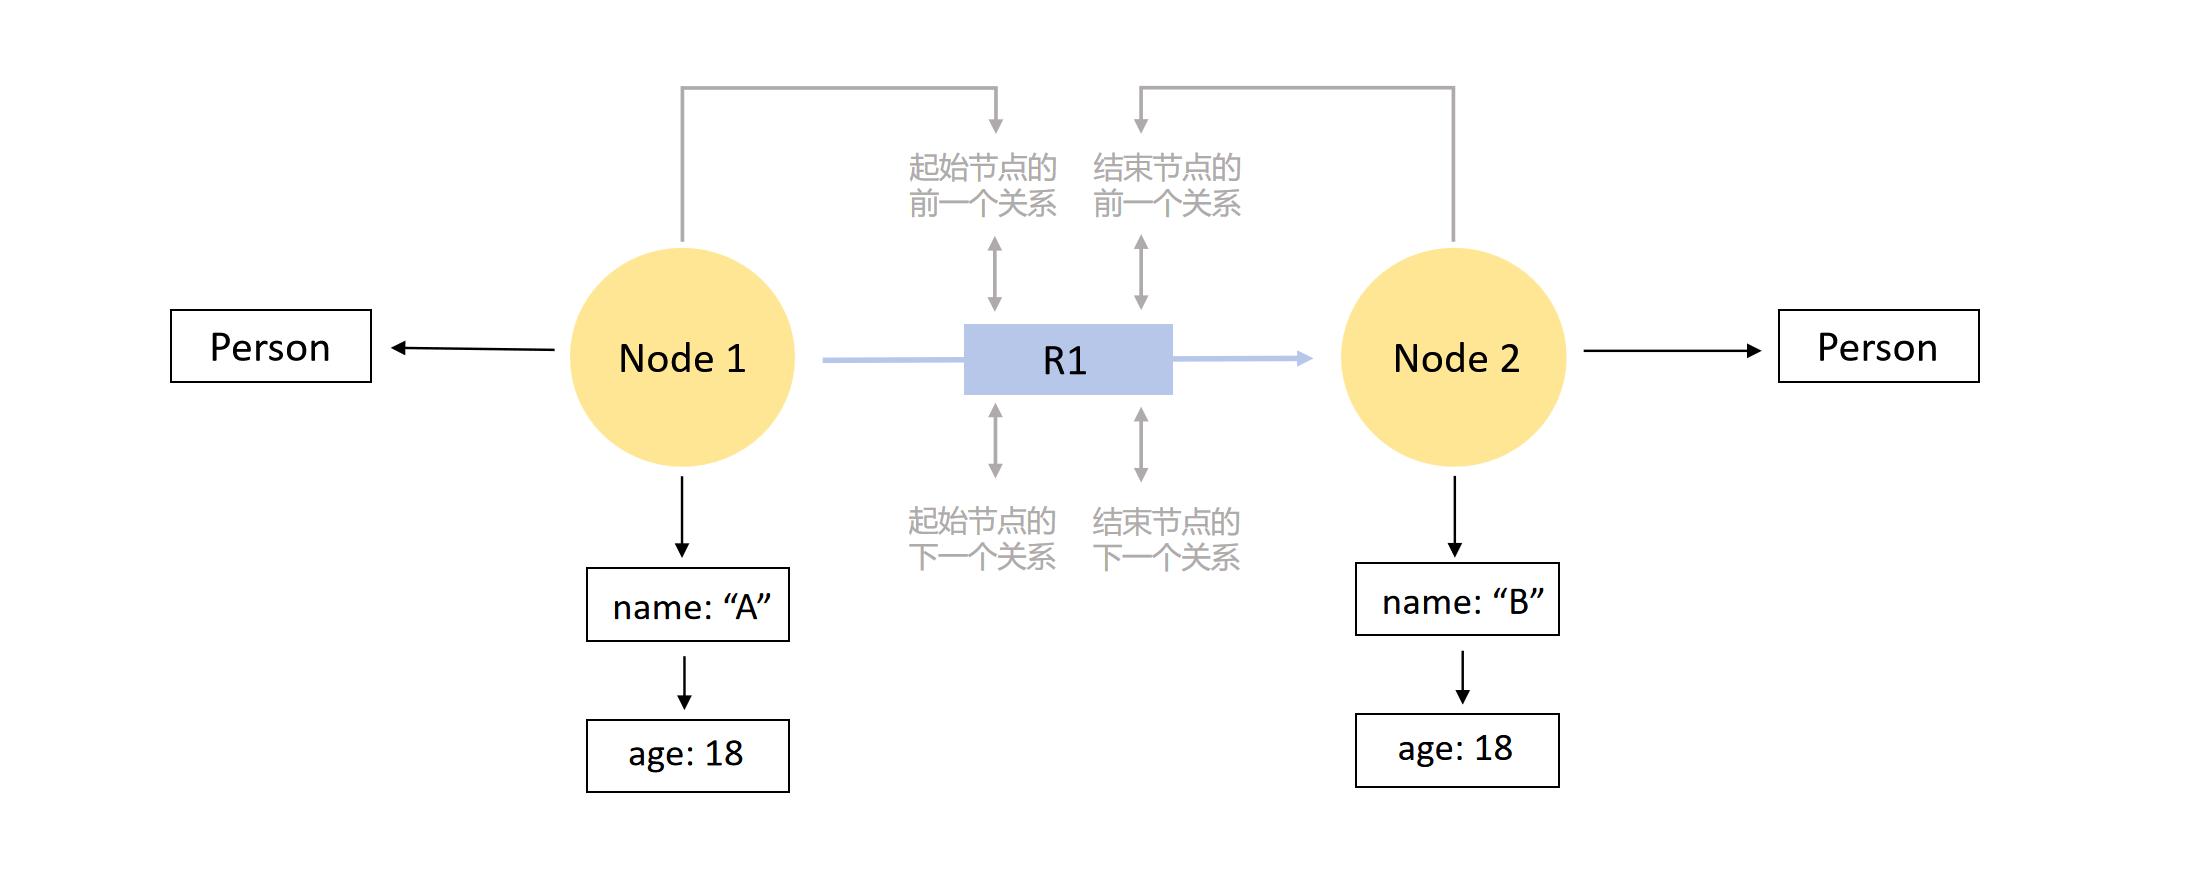 起始节点的
前一个关系
结束节点的
前一个关系
Person
Node 1
R1
Node 2
Person
起始节点的
下一个关系
结束节点的
下一个关系
name: “A”
name: “B”
age: 18
age: 18